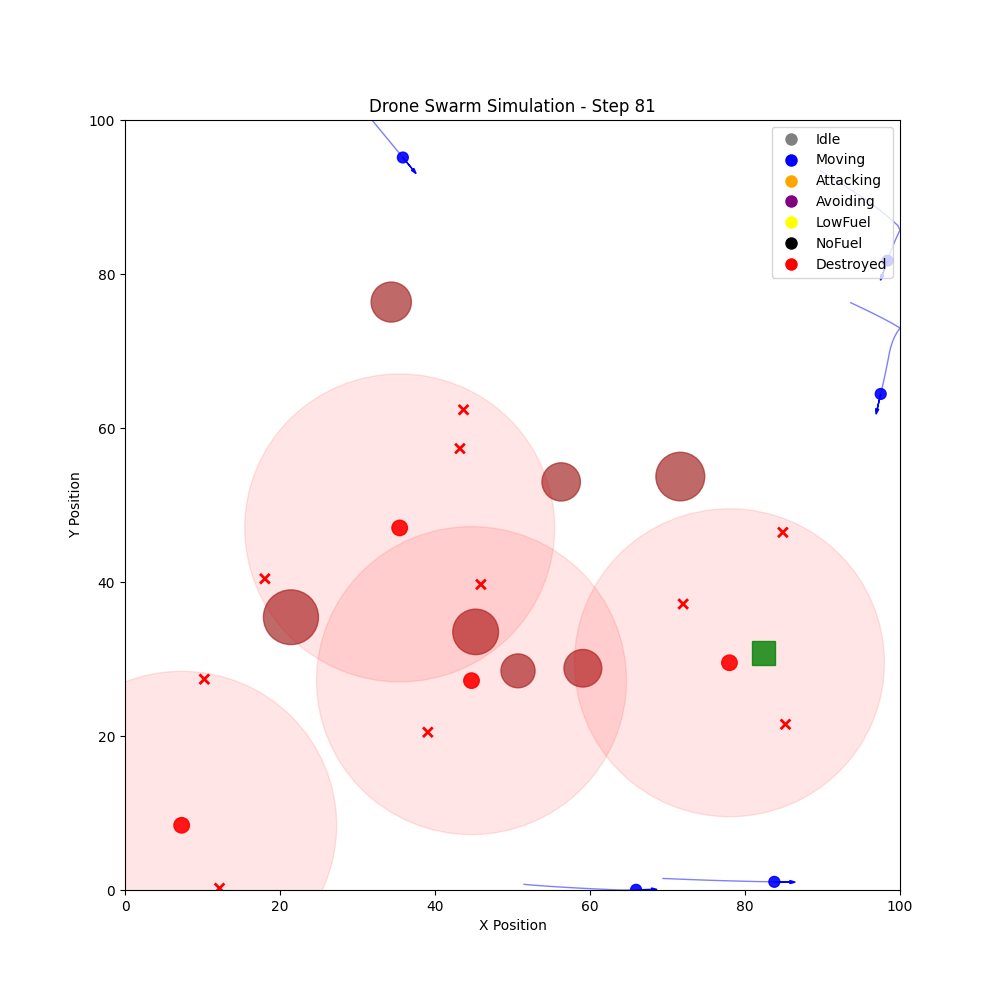 Drone Swarm Simulation - Step 81
100
80
60
40
20
0
Y Position
Idle
Moving
Attacking
Avoiding
LowFuel
NoFuel
Destroyed
0 20 40 60 80 100
X Position